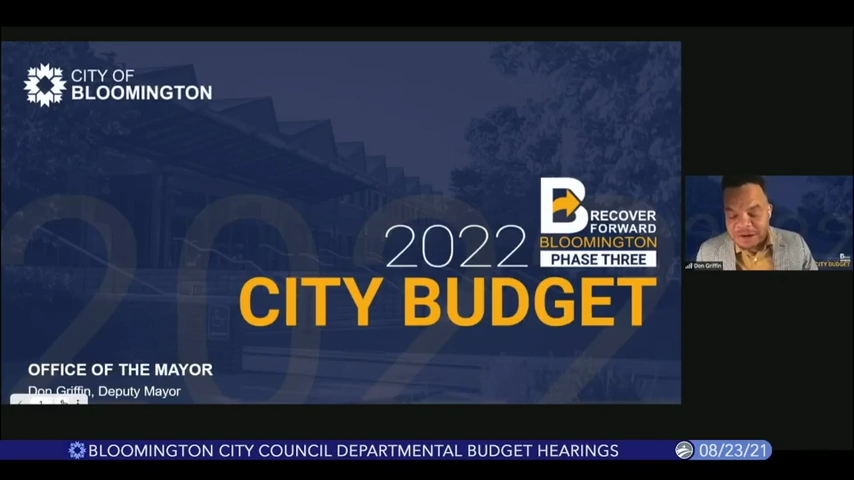 CITY OF
BLOOMINGTON
2022
RECOVER
FORWARD
BLOOMINGTON
PHASE THREE
2022
CITY BUDGET
OFFICE OF THE MAYOR
Don Griffin, Deputy Mayor
Don Griffin
CITY BUDGET
BLOOMINGTON CITY COUNCIL DEPARTMENTAL BUDGET HEARINGS
08/23/21